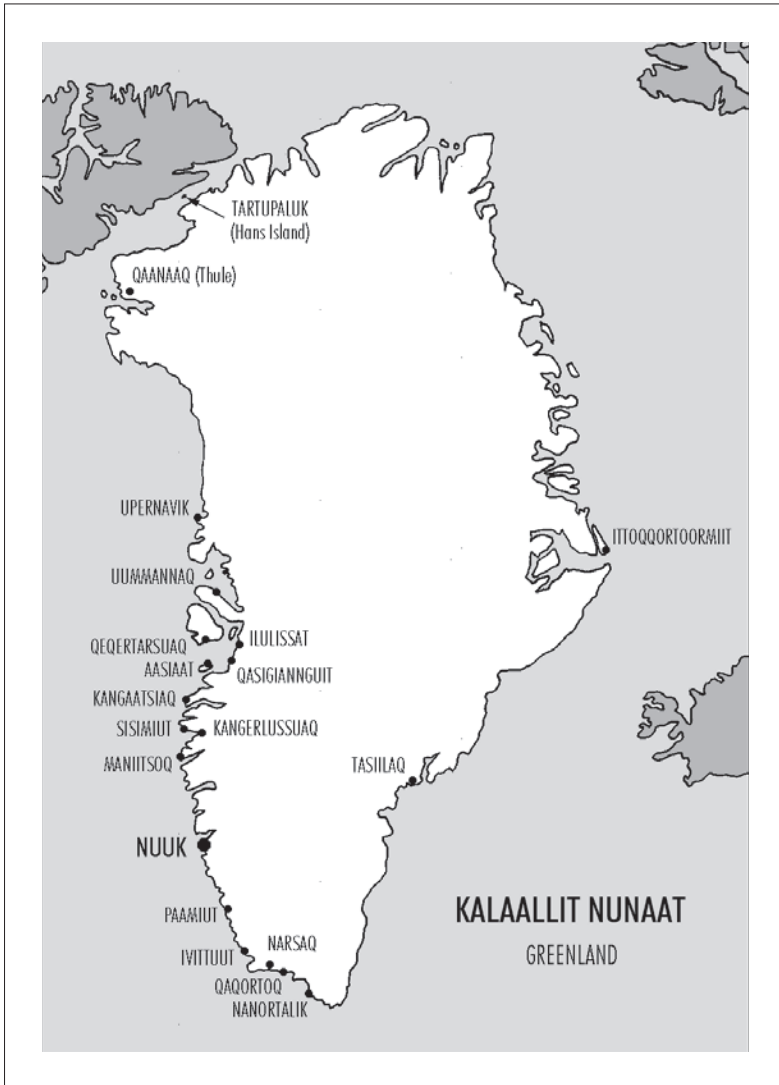 TARTUPALUK
(Hans Island)
QAANAAQ (Thule)
UPERNAVIK
ITTOQQORTOORMIIT
UUMMANNAQ
ILULISSAT
QEQERTARSUAQ
AASIAAT
QASIGIANNGUIT
KANGAATSIAQ
SISIMIUT
KANGERLUSSUAQ
MANIITSOQ
TASIILAQ
NUUK
PAAMIUT
KALAALLIT NUNAAT
GREENLAND
NARSAQ
IVITTUUT
QAQORTOQ
NANORTALIK